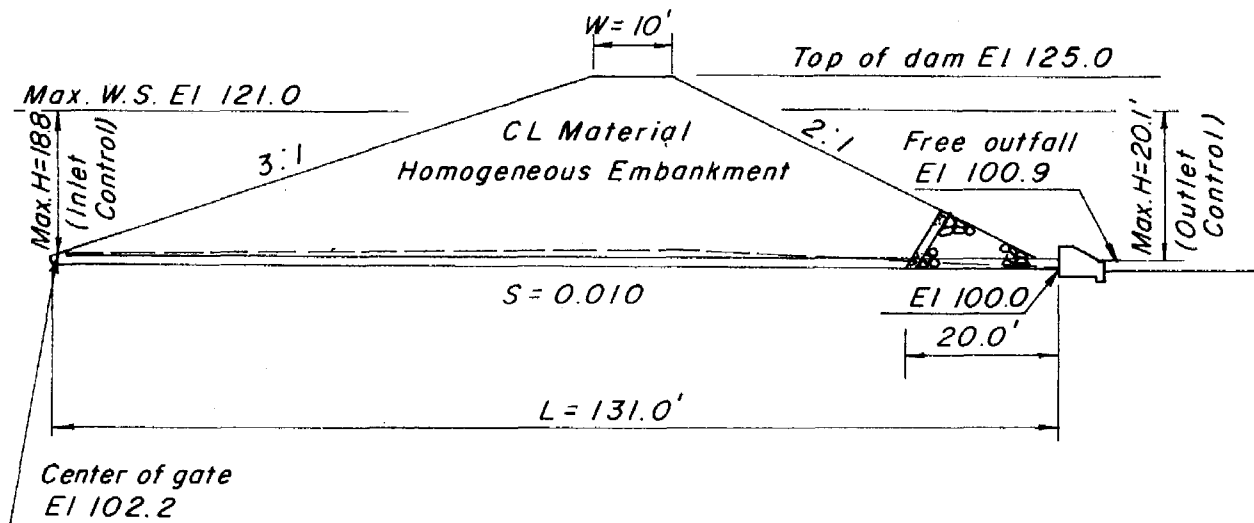 W = 10'
Top of dam El 125.0
Max. W.S. El 121.0
CL Material
Homogeneous Embankment
3:1
2:1
Free outfall
El 100.9
Max. H=18.8
(Inlet
Control)
Max. H=20.1'
(Outlet
Control)
S = 0.010
El 100.0
20.0'
L = 131.0'
Center of gate
El 102.2